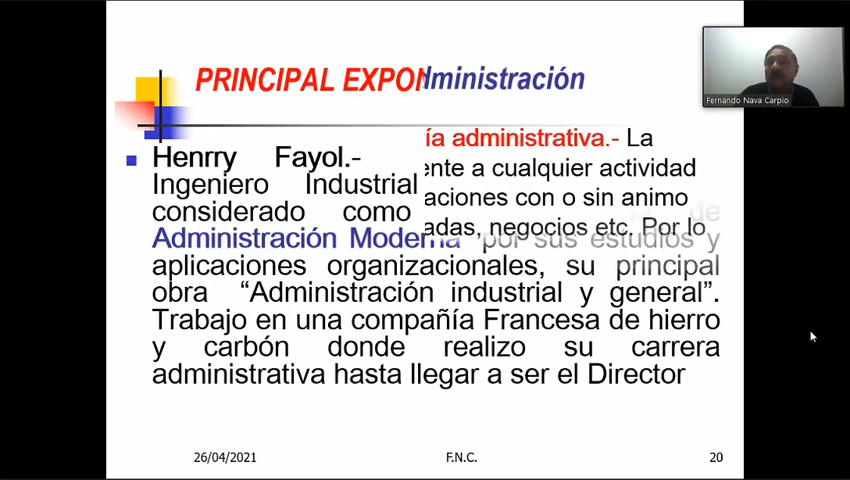 PRINCIPAL EXPON
dministración
Fernando Nava Carpio
ía administrativa.- La
Henrry Fayol.-
ente a cualquier actividad
Ingeniero Industrial
aciones con o sin animo
considerado como
de
adas, negocios etc. Por lo
Administración Moderna por sus estudios y
aplicaciones organizacionales, su principal
obra “Administración industrial y general”.
Trabajo en una compañía Francesa de hierro
y carbón donde realizo su carrera
administrativa hasta llegar a ser el Director
26/04/2021 F.N.C. 20